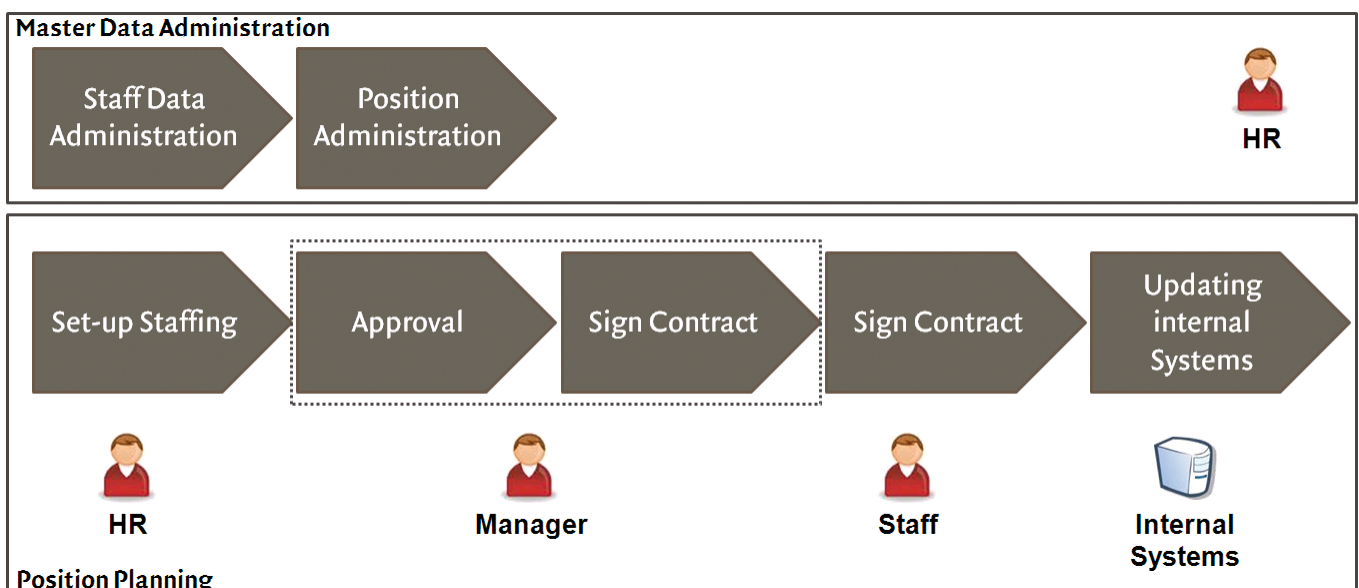 Master Data Administration
Staff Data
Administration
Position
Administration
HR
Set-up Staffing
Approval
Sign Contract
Sign Contract
Updating
internal
Systems
HR
Manager
Staff
Internal
Systems
Position Planning